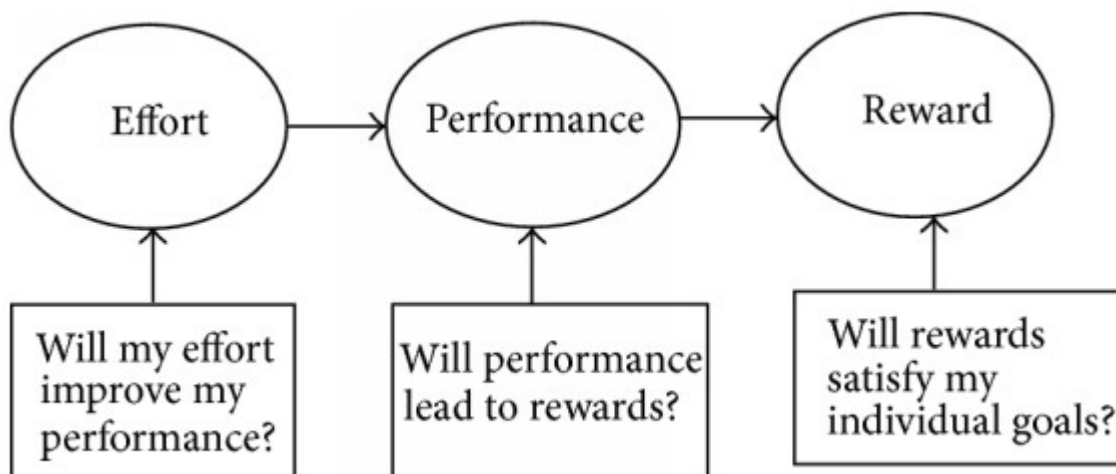 Effort
Performance
Reward
Will my effort
improve my
performance?
Will performance
lead to rewards?
Will rewards
satisfy my
individual goals?